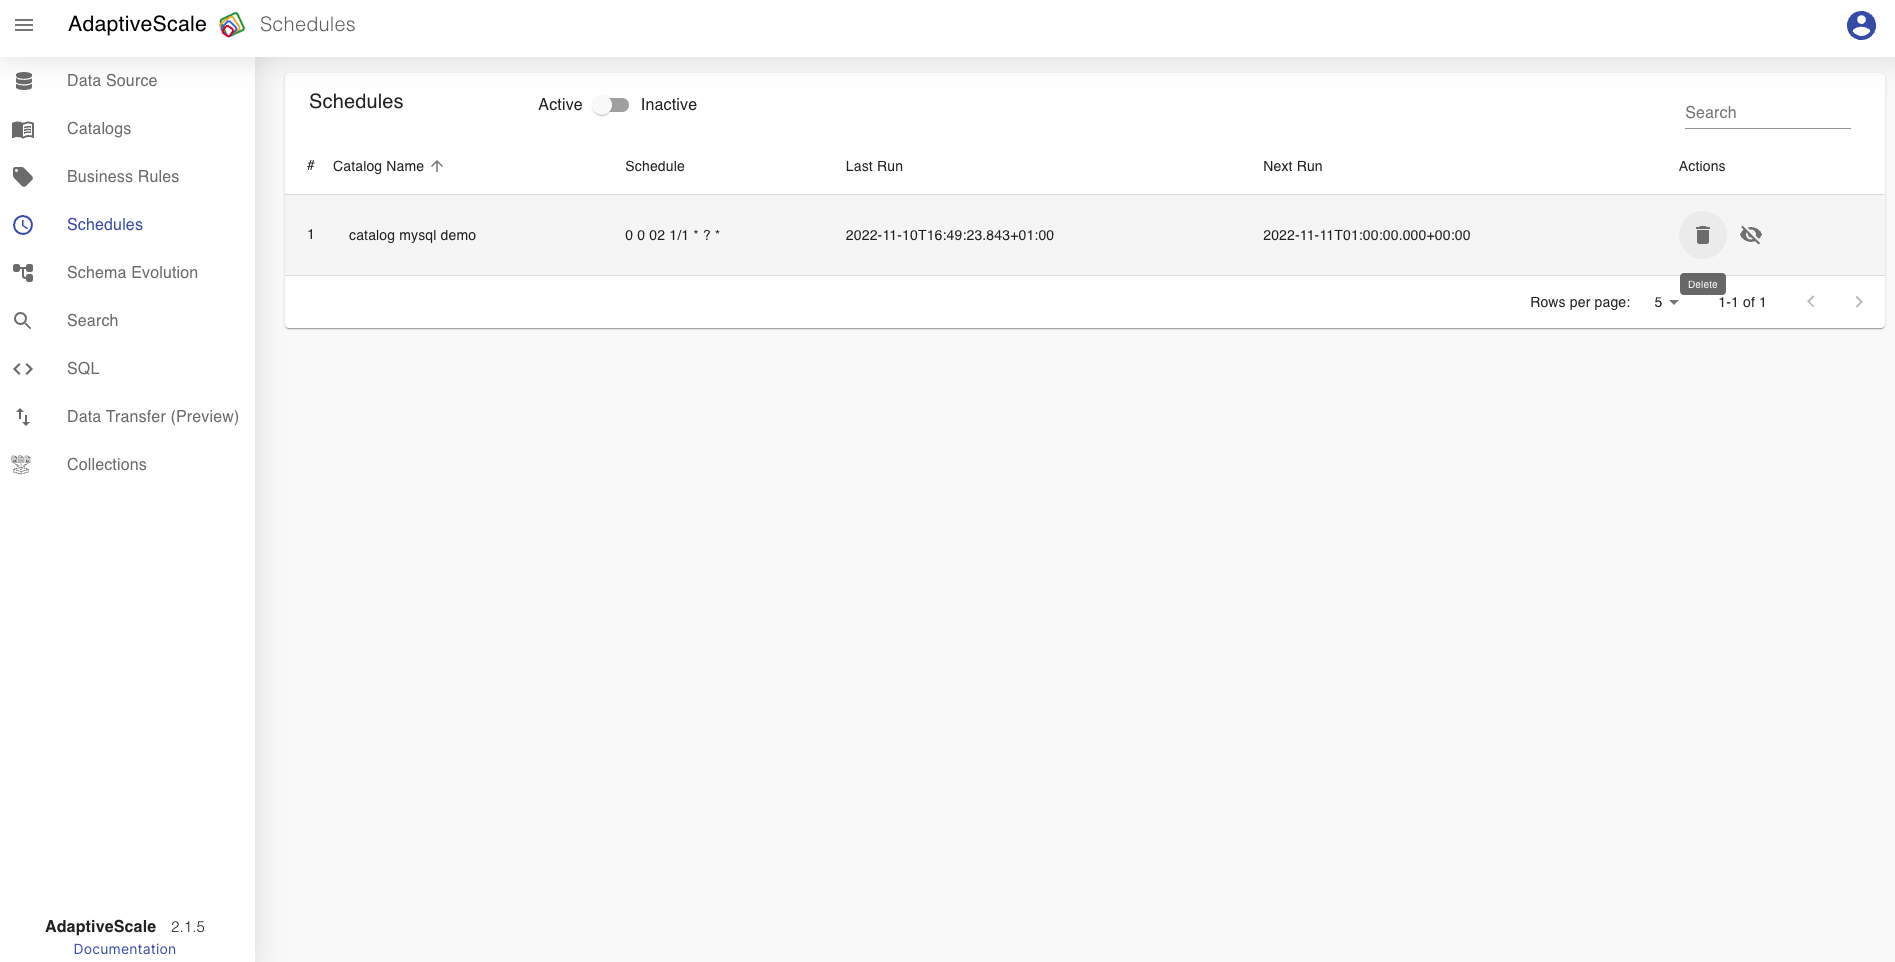 AdaptiveScale Schedules
Data Source
Catalogs
Business Rules
Schedules
Schema Evolution
Search
SQL
Data Transfer (Preview)
Collections
AdaptiveScale 2.1.5
Documentation
Schedules Active Inactive Search
# Catalog Name Schedule Last Run Next Run Actions
1 catalog mysql demo 0 0 02 1/1 * ? * 2022-11-10T16:49:23.843+01:00 2022-11-11T01:00:00.000+00:00
Delete
Rows per page: 5 1-1 of 1